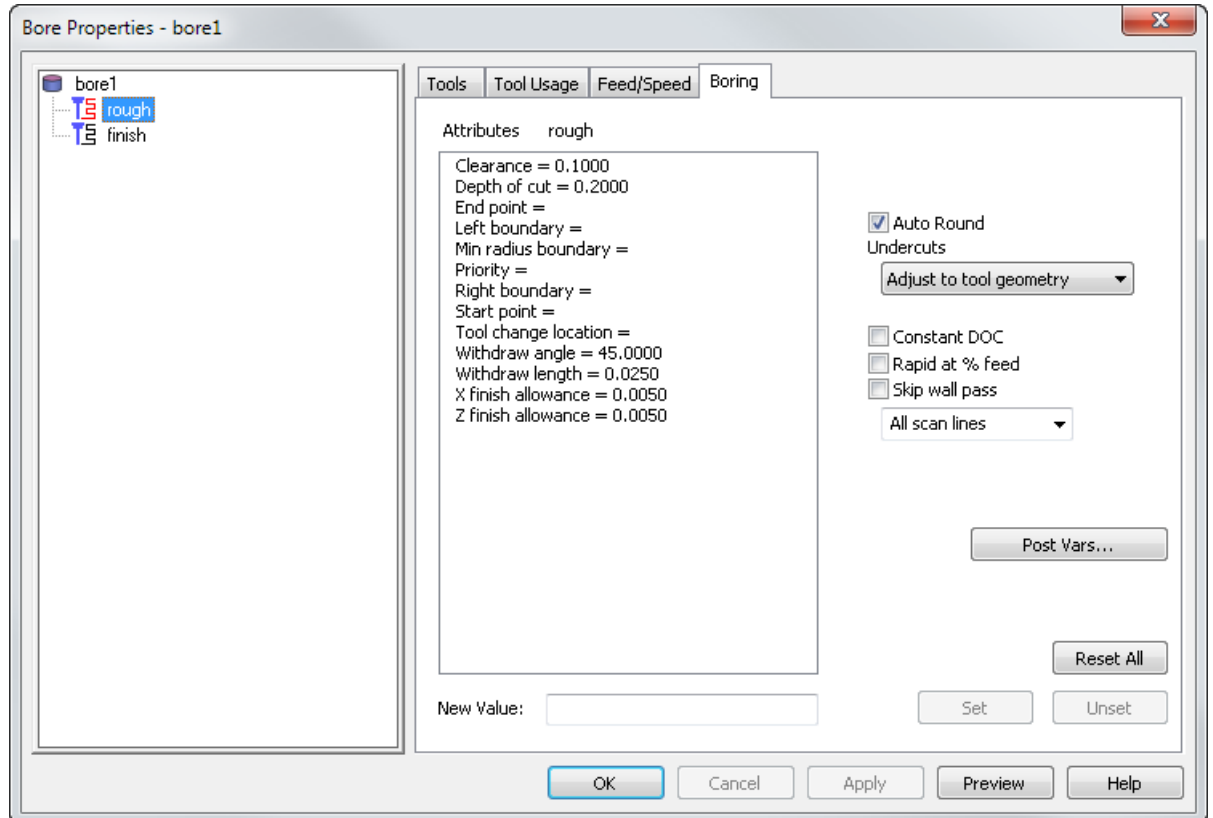 Bore Properties - bore1
bore1
rough
finish
Tools
Tool Usage
Feed/Speed
Boring
Attributes rough
Clearance = 0.1000
Depth of cut = 0.2000
End point =
Left boundary =
Min radius boundary =
Priority =
Right boundary =
Start point =
Tool change location =
Withdraw angle = 45.0000
Withdraw length = 0.0250
X finish allowance = 0.0050
Z finish allowance = 0.0050
Auto Round
Undercuts
Adjust to tool geometry
Constant DOC
Rapid at % feed
Skip wall pass
All scan lines
Post Vars...
Reset All
New Value:
Set
Unset
OK
Cancel
Apply
Preview
Help